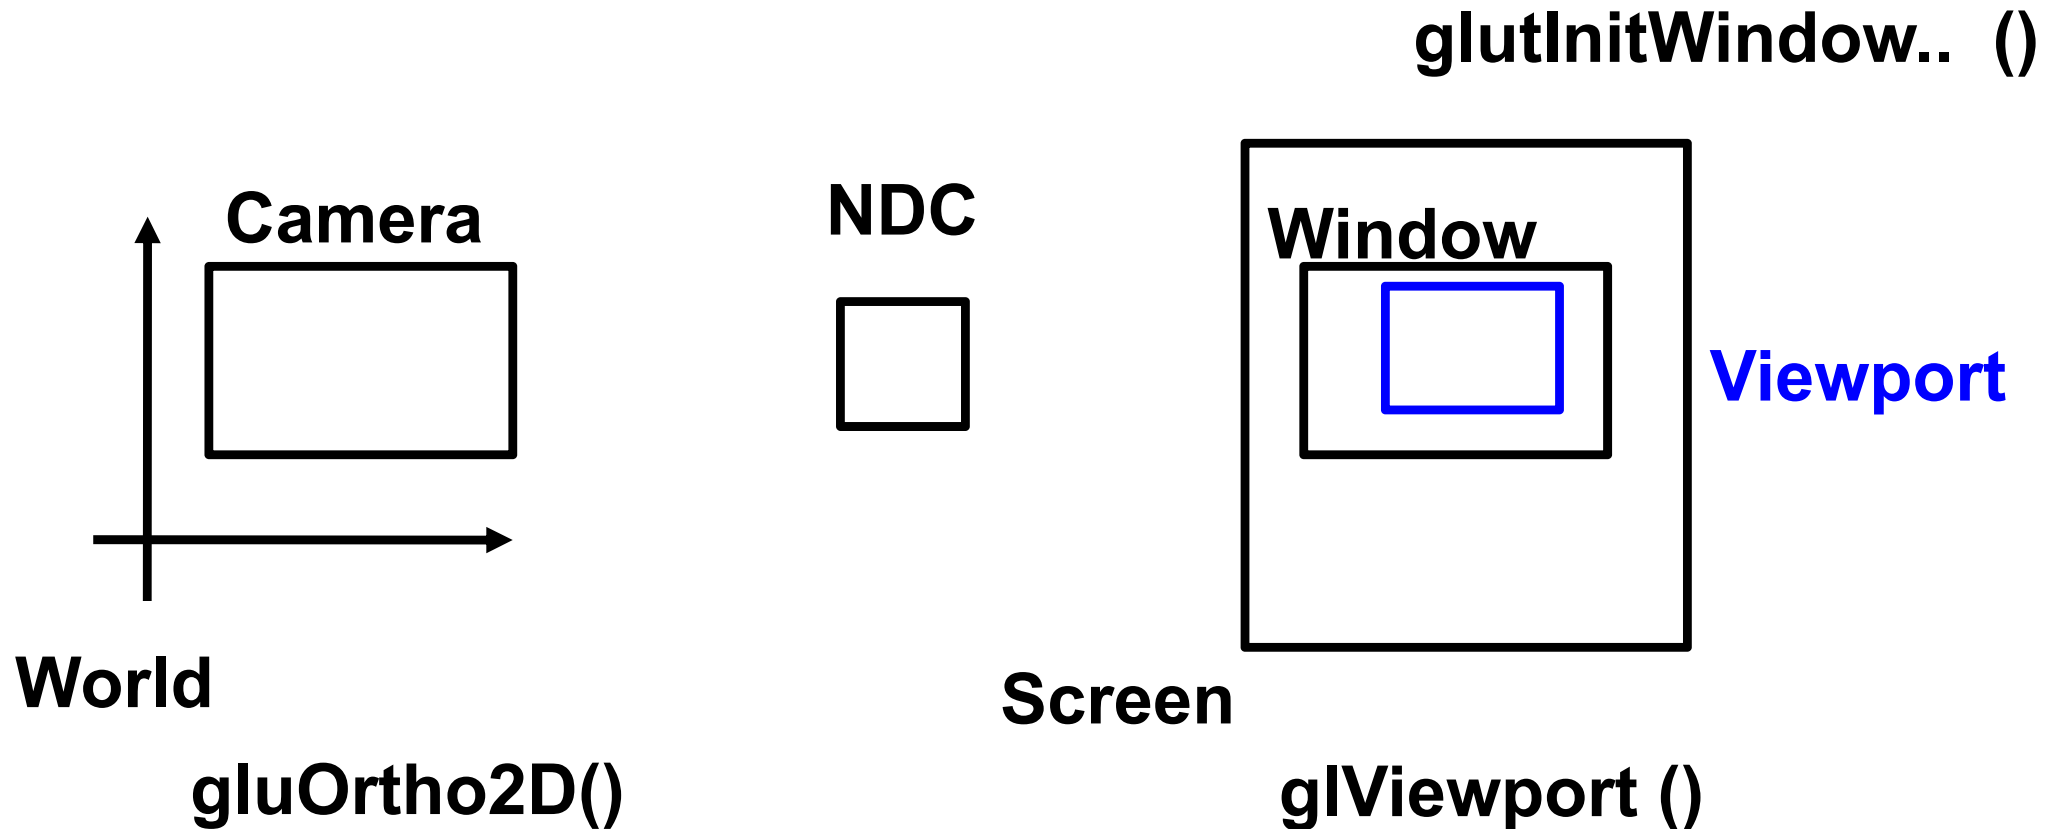 glutInitWindow.. ()
Camera
NDC
Window
Viewport
World
Screen
gluOrtho2D()
glViewport ()